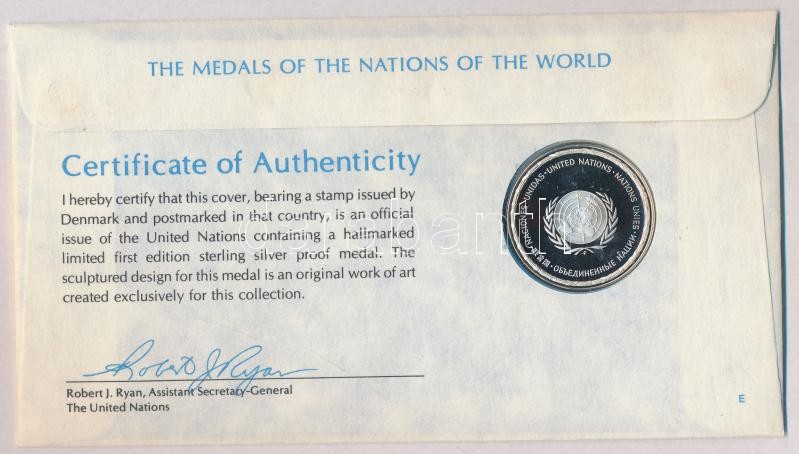 THE MEDALS OF THE NATIONS OF THE WORLD
Certificate of Authenticity
I hereby certify that this cover, bearing a stamp issued by
Denmark and postmarked in that country, is an official
issue of the United Nations containing a hallmarked
limited first edition sterling silver proof medal. The
sculptured design for this medal is an original work of art
created exclusively for this collection.
NACIONES UNIDAS · UNITED NATIONS · NATIONS UNIES · ОБЪЕДИНЕННЫЕ НАЦИИ ·
Robert J. Ryan
Robert J. Ryan, Assistant Secretary-General
The United Nations
E